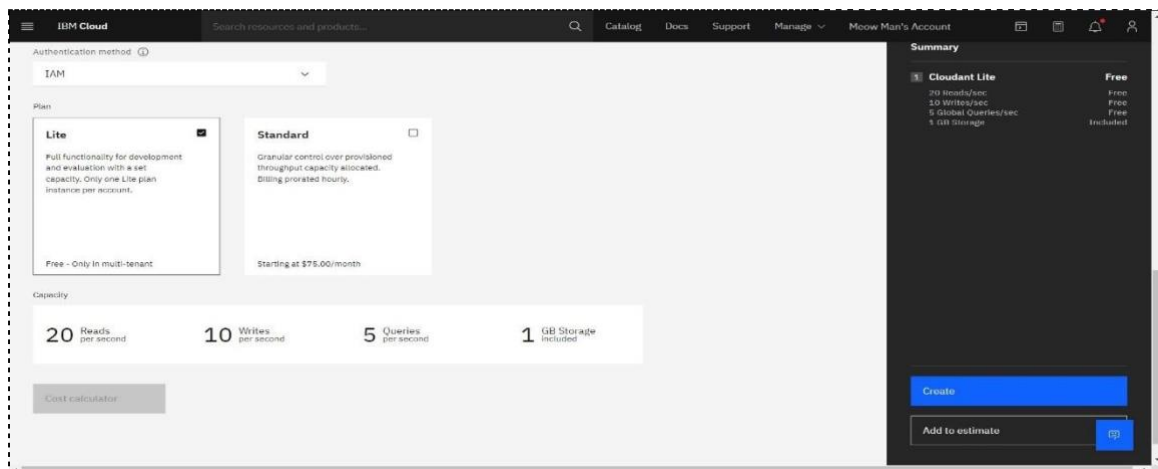 IBM Cloud
Search resources and products...
Catalog
Docs
Support
Manage
Moow Man's Account
Authentication method
IAM
Plan
Lite
Full functionality for development
and evaluation with a set
capacity. Only one Lite plan
instance per account.
Free - Only in multi-tenant
Standard
Granular control over provisioned
throughput capacity allocated.
Billing prorated hourly.
Starting at $75.00/month
Capacity
20 Reads per second
10 Writes per second
5 Queries per second
1 GB Storage included
Cost calculator
Summary
1 Cloudant Lite Free
20 Reads/sec Free
10 Writes/sec Free
5 Global Queries/sec Free
1 GB Storage Included
Create
Add to estimate